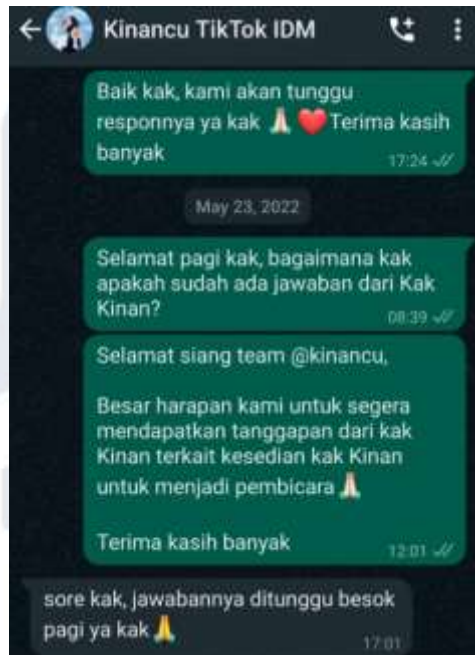 Kinancu TikTok IDM
Baik kak, kami akan tunggu
responnya ya kak 🙏🏻 ❤️ Terima kasih
banyak
17:24
May 23, 2022
Selamat pagi kak, bagaimana kak
apakah sudah ada jawaban dari Kak
Kinan?
08:39
Selamat siang team @kinancu,
Besar harapan kami untuk segera
mendapatkan tanggapan dari kak
Kinan terkait kesedian kak Kinan
untuk menjadi pembicara 🙏🏻
Terima kasih banyak
12:01
sore kak, jawabannya ditunggu besok
pagi ya kak 🙏
17:01